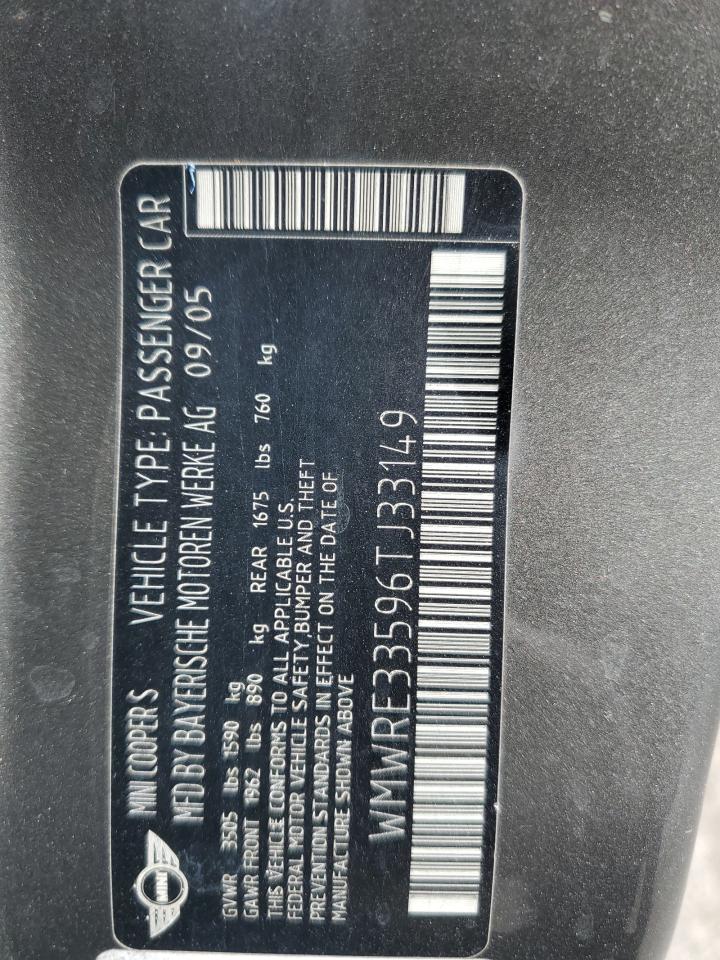 MINI
MINI COOPER S VEHICLE TYPE: PASSENGER CAR
MFD BY BAYERISCHE MOTOREN WERKE AG 09/05
GVWR 3505 lbs 1590 kg
GAWR FRONT 1962 lbs 890 kg REAR 1675 lbs 760 kg
THIS VEHICLE CONFORMS TO ALL APPLICABLE U.S.
FEDERAL MOTOR VEHICLE SAFETY,BUMPER AND THEFT
PREVENTION STANDARDS IN EFFECT ON THE DATE OF
MANUFACTURE SHOWN ABOVE
WMWRE33596TJ33149